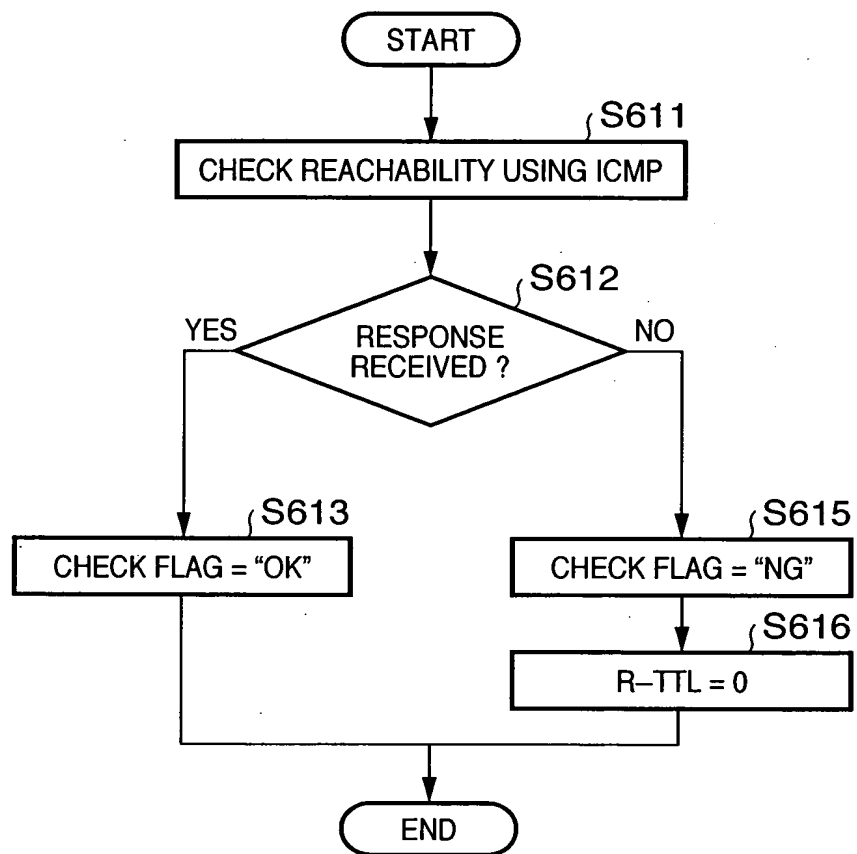 START
S611
CHECK REACHABILITY USING ICMP
S612
YES
RESPONSE
RECEIVED ?
NO
S613
CHECK FLAG = “OK”
S615
CHECK FLAG = “NG”
S616
R–TTL = 0
END